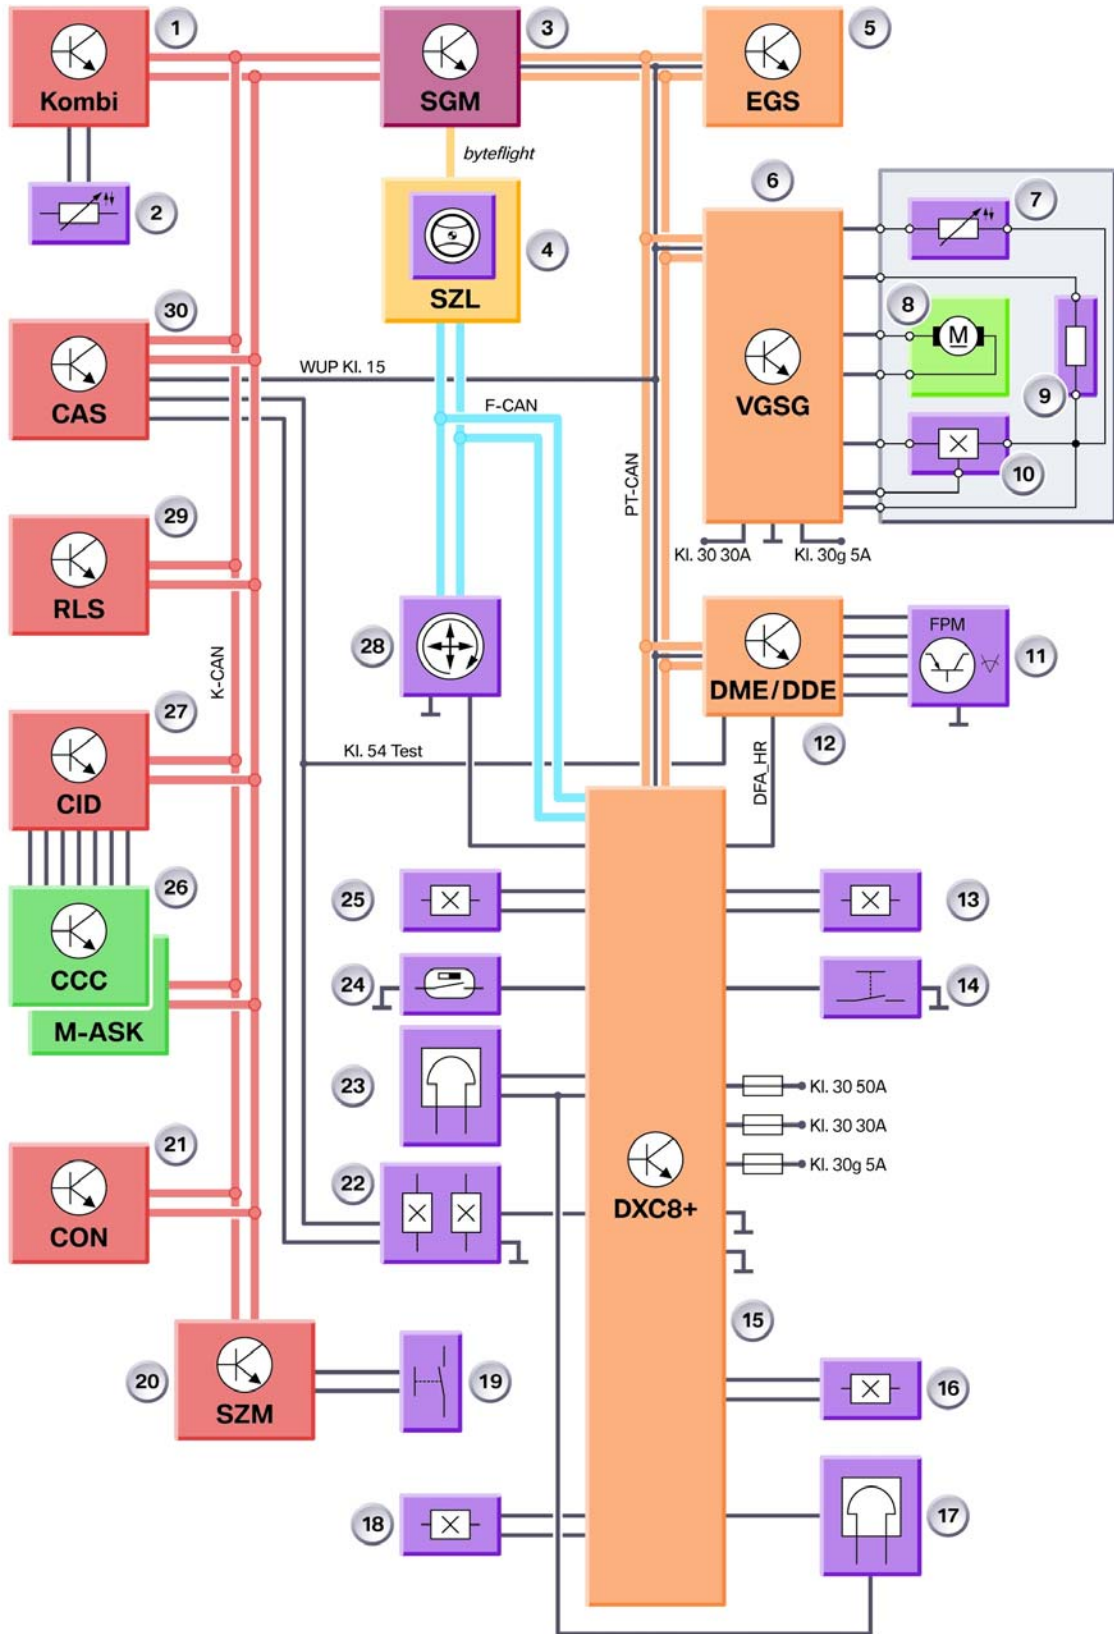 1
3
5
Kombi
SGM
EGS
byteflight
2
6
7
4
SZL
30
8
WUP Kl. 15
CAS
F-CAN
VGSG
9
10
PT-CAN
29
Kl. 30 30A
Kl. 30g 5A
RLS
K-CAN
28
FPM
11
27
DME/DDE
12
Kl. 54 Test
DFA_HR
CID
26
25
13
CCC
24
14
M-ASK
23
Kl. 30 50A
Kl. 30 30A
21
22
Kl. 30g 5A
DXC8+
CON
15
20
19
16
SZM
18
17
M